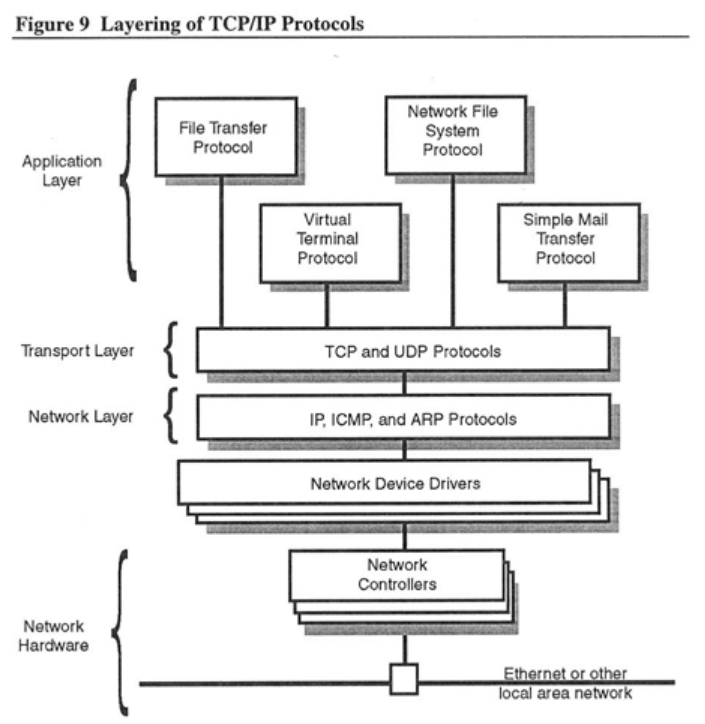 Figure 9 Layering of TCP/IP Protocols
Application
Layer
File Transfer
Protocol
Network File
System
Protocol
Virtual
Terminal
Protocol
Simple Mail
Transfer
Protocol
Transport Layer
TCP and UDP Protocols
Network Layer
IP, ICMP, and ARP Protocols
Network Device Drivers
Network
Controllers
Network
Hardware
Ethernet or other
local area network